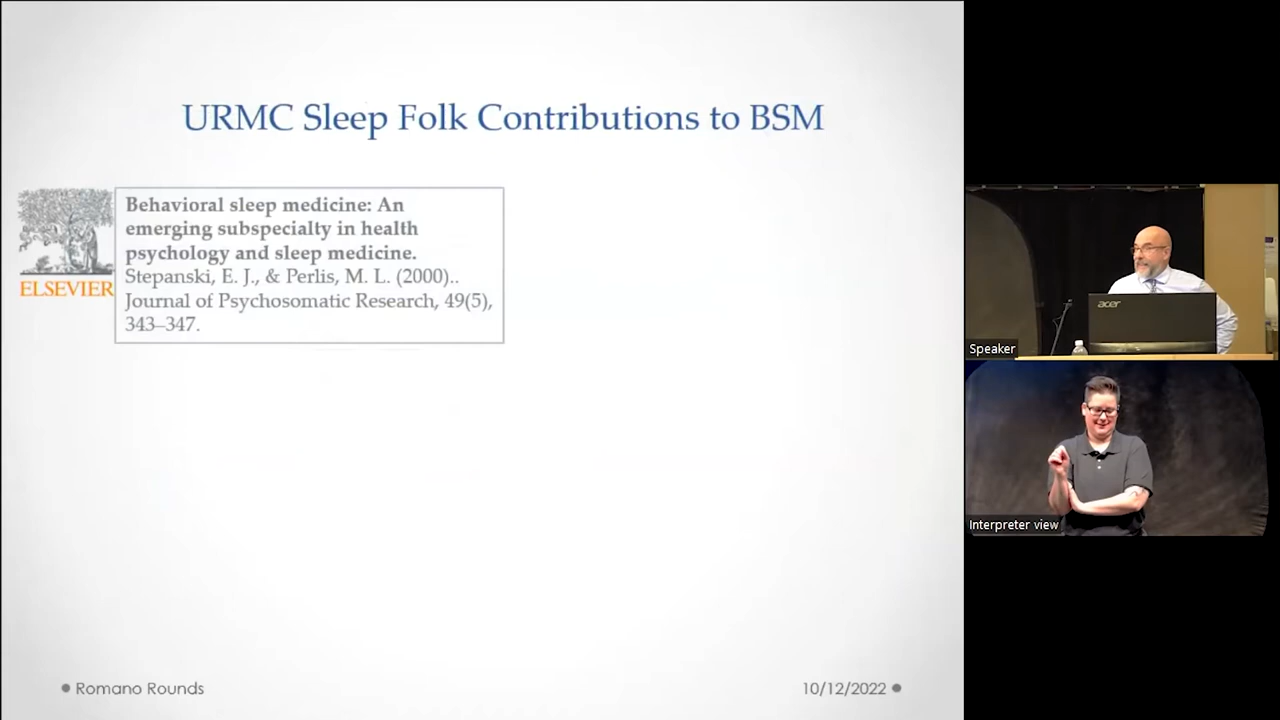 URMC Sleep Folk Contributions to BSM
Behavioral sleep medicine: An
emerging subspecialty in health
psychology and sleep medicine.
Stepanski, E. J., & Perlis, M. L. (2000)..
Journal of Psychosomatic Research, 49(5),
343–347.
ELSEVIER
Romano Rounds
10/12/2022
acer
Speaker
Interpreter view